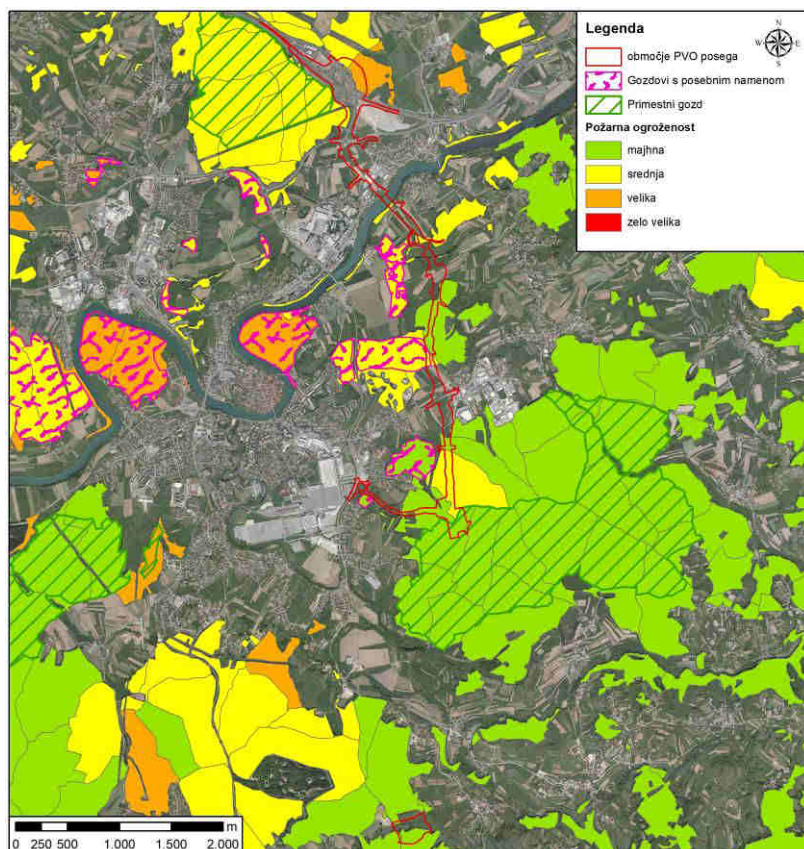 Legenda
N
W E
S
območje PVO posega
Gozdovi s posebnim namenom
Primestni gozd
Požarna ogroženost
majhna
srednja
velika
zelo velika
m
0 250 500 1.000 1.500 2.000